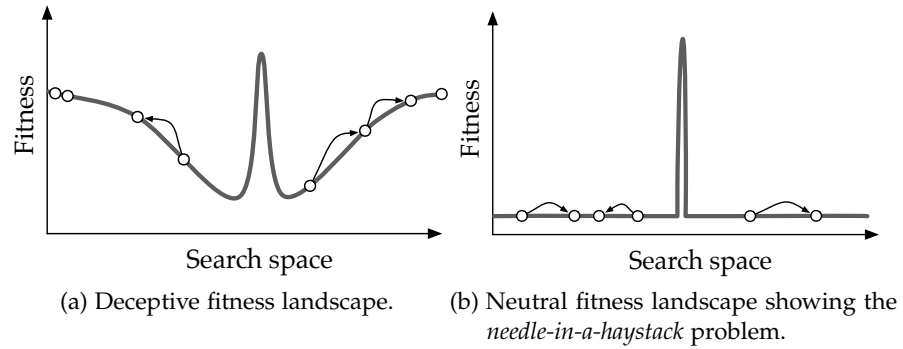 Fitness
Search space
(a) Deceptive fitness landscape.
Fitness
Search space
(b) Neutral fitness landscape showing the
needle-in-a-haystack problem.